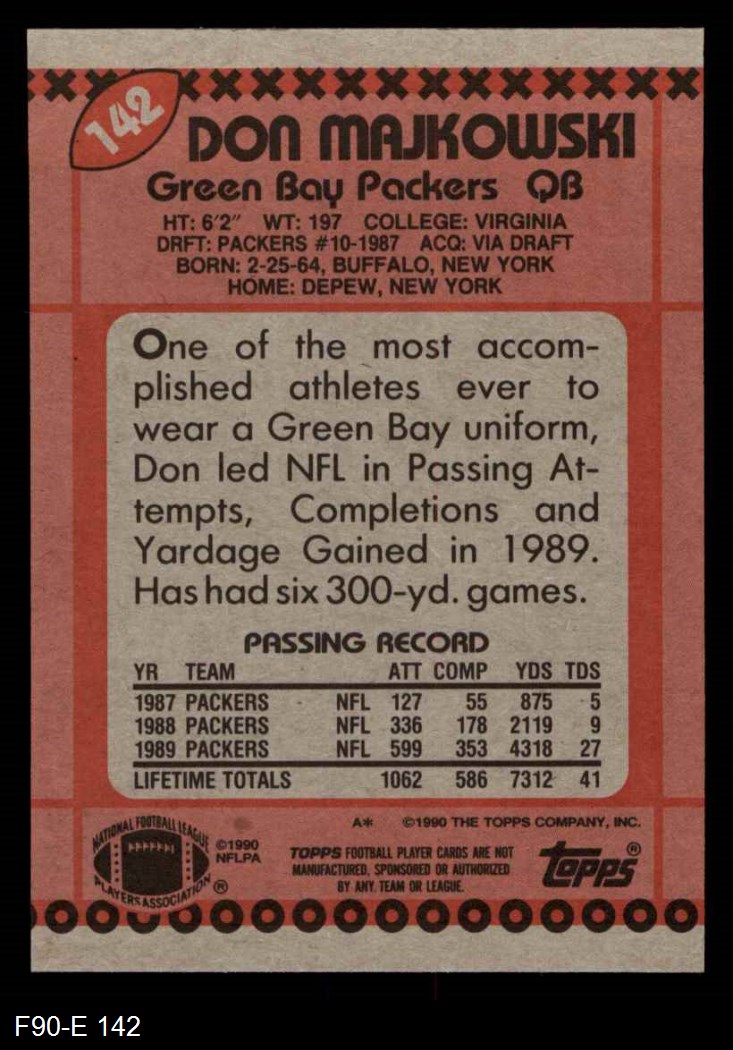 142
DON MAJKOWSKI
Green Bay Packers QB
HT: 6'2" WT: 197 COLLEGE: VIRGINIA
DRFT: PACKERS #10-1987 ACQ: VIA DRAFT
BORN: 2-25-64, BUFFALO, NEW YORK
HOME: DEPEW, NEW YORK
One of the most accom-
plished athletes ever to
wear a Green Bay uniform,
Don led NFL in Passing At-
tempts, Completions and
Yardage Gained in 1989.
Has had six 300-yd. games.
PASSING RECORD
YR TEAM ATT COMP YDS TDS
1987 PACKERS NFL 127 55 875 5
1988 PACKERS NFL 336 178 2119 9
1989 PACKERS NFL 599 353 4318 27
LIFETIME TOTALS 1062 586 7312 41
A* ©1990 THE TOPPS COMPANY, INC.
NATIONAL FOOTBALL LEAGUE
PLAYERS ASSOCIATION ®
©1990
NFLPA
TOPPS FOOTBALL PLAYER CARDS ARE NOT
MANUFACTURED, SPONSORED OR AUTHORIZED
BY ANY TEAM OR LEAGUE.
topps®
F90-E 142